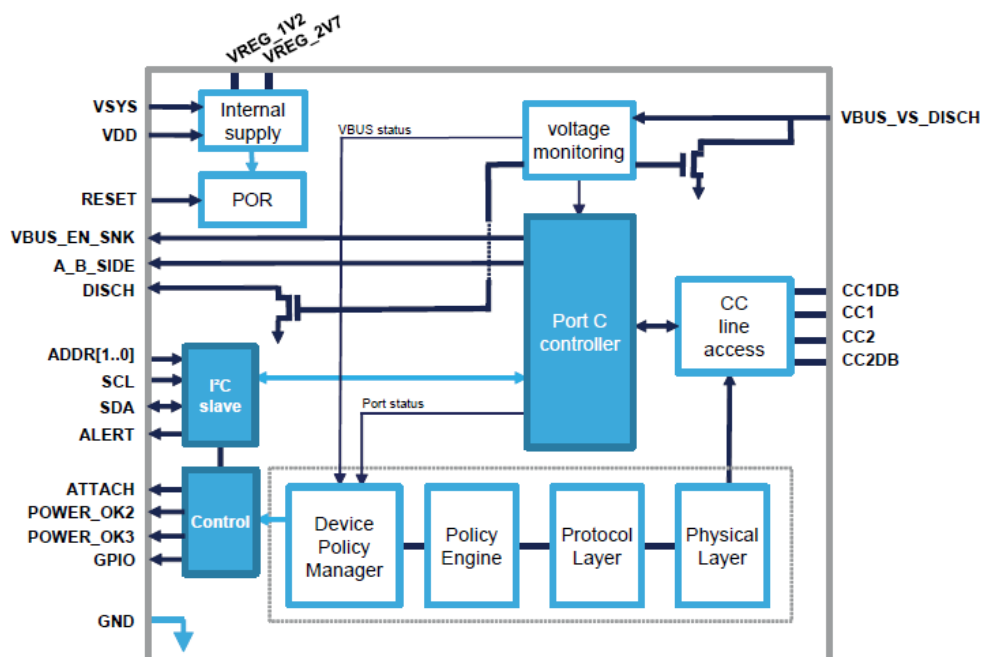 VREG_1V2
VREG_2V7
VSYS
VDD
Internal
supply
RESET
POR
VBUS status
voltage
monitoring
VBUS_VS_DISCH
VBUS_EN_SNK
A_B_SIDE
DISCH
Port C
controller
CC
line
access
CC1DB
CC1
CC2
CC2DB
ADDR[1..0]
SCL
SDA
ALERT
I²C
slave
Port status
ATTACH
POWER_OK2
POWER_OK3
GPIO
Control
Device
Policy
Manager
Policy
Engine
Protocol
Layer
Physical
Layer
GND